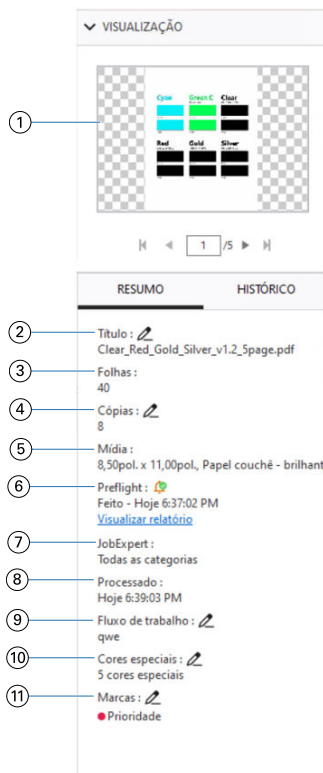 VISUALIZAÇÃO
1
Cyan Green C Clear
Red Gold Silver
1 /5
RESUMO HISTÓRICO
2 Título :
Clear_Red_Gold_Silver_v1.2_5page.pdf
3 Folhas :
40
4 Cópias :
8
5 Mídia :
8,50pol. x 11,00pol., Papel couchê - brilhant
6 Preflight :
Feito - Hoje 6:37:02 PM
Visualizar relatório
7 JobExpert :
Todas as categorias
8 Processado :
Hoje 6:39:03 PM
9 Fluxo de trabalho :
qwe
10 Cores especiais :
5 cores especiais
11 Marcas :
Prioridade